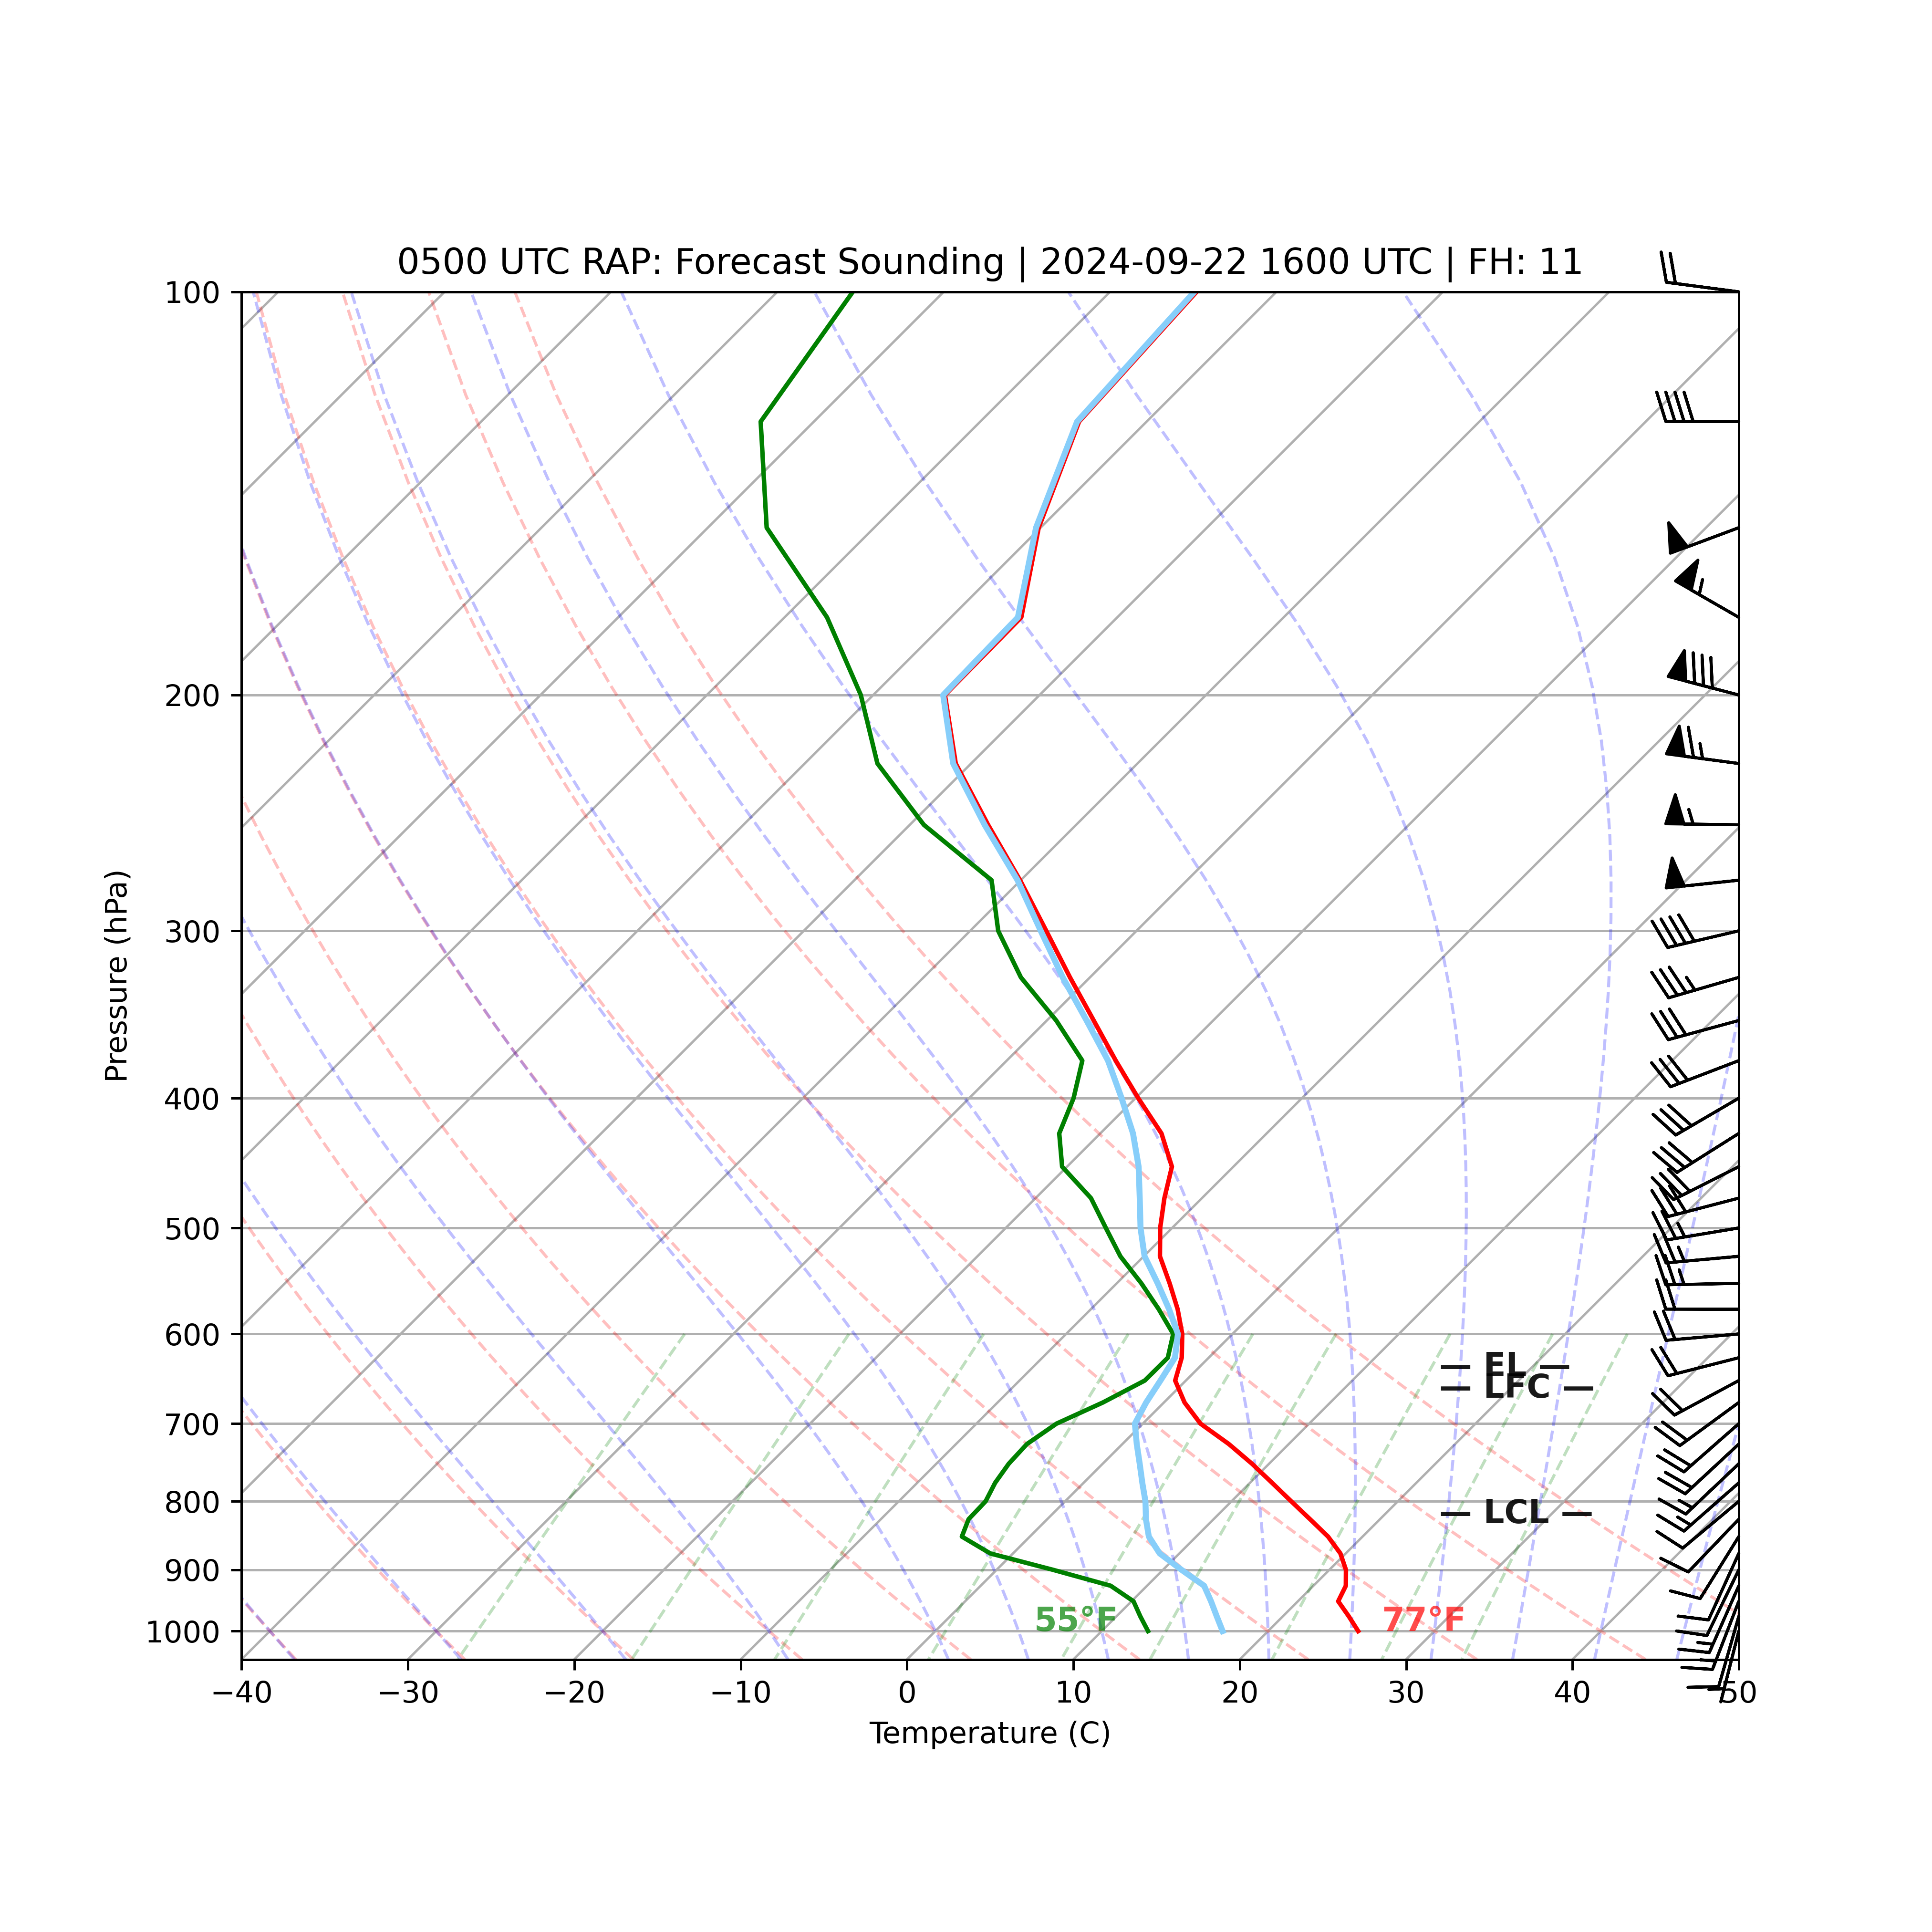 0500 UTC RAP: Forecast Sounding | 2024-09-22 1600 UTC | FH: 11
100
200
300
400
500
600
700
800
900
1000
Pressure (hPa)
— EL —
— LFC —
— LCL —
55°F
77°F
−40 −30 −20 −10 0 10 20 30 40 50
Temperature (C)